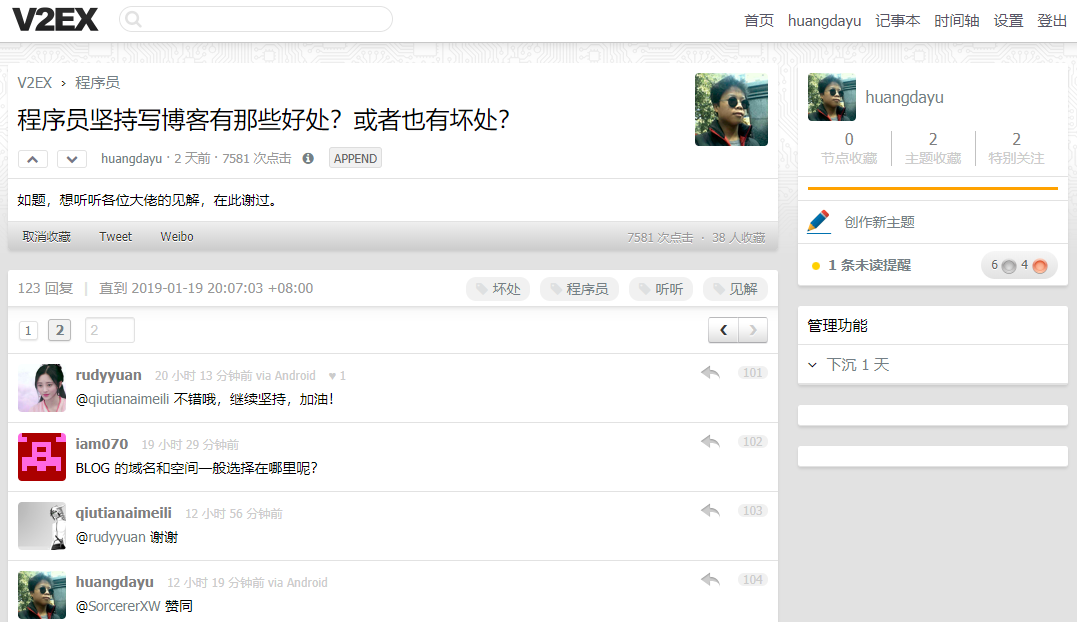 V2EX
首页 huangdayu 记事本 时间轴 设置 登出
V2EX › 程序员
程序员坚持写博客有那些好处？或者也有坏处？
huangdayu · 2 天前 · 7581 次点击 APPEND
如题，想听听各位大佬的见解，在此谢过。
取消收藏 Tweet Weibo 7581 次点击 · 38 人收藏
123 回复 | 直到 2019-01-19 20:07:03 +08:00 坏处 程序员 听听 见解
1 2 2 ‹ ›
rudyyuan 20 小时 13 分钟前 via Android ♥ 1 101
@qiutianaimeili 不错哦，继续坚持，加油！
iam070 19 小时 29 分钟前 102
BLOG 的域名和空间一般选择在哪里呢？
qiutianaimeili 12 小时 56 分钟前 103
@rudyyuan 谢谢
huangdayu 12 小时 19 分钟前 via Android 104
@SorcererXW 赞同
huangdayu
0 2 2
节点收藏 主题收藏 特别关注
创作新主题
1 条未读提醒 6 4
管理功能
下沉 1 天